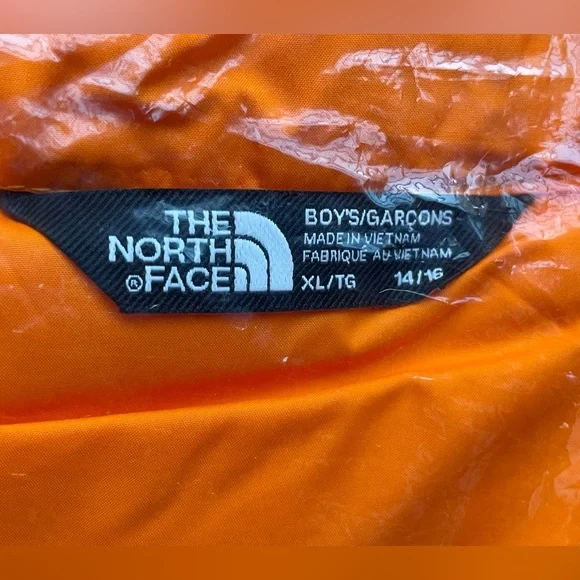 THE
NORTH
®FACE
BOY'S/GARÇONS
MADE IN VIETNAM
FABRIQUÉ AU VIETNAM
XL/TG 14/16